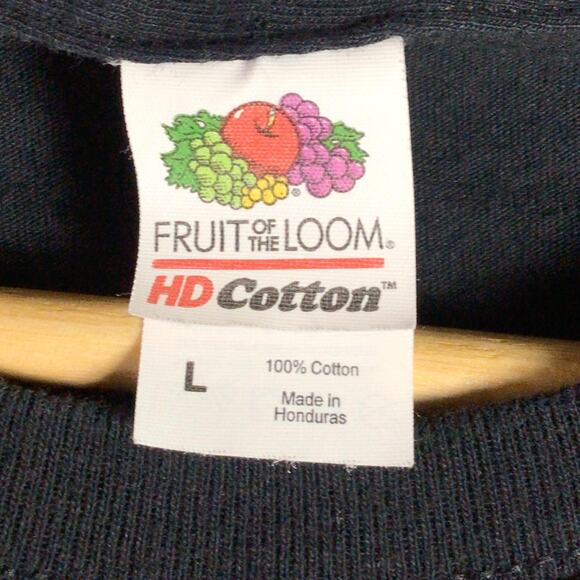 FRUIT OF THE LOOM®
HD Cotton™
L
100% Cotton
Made in
Honduras